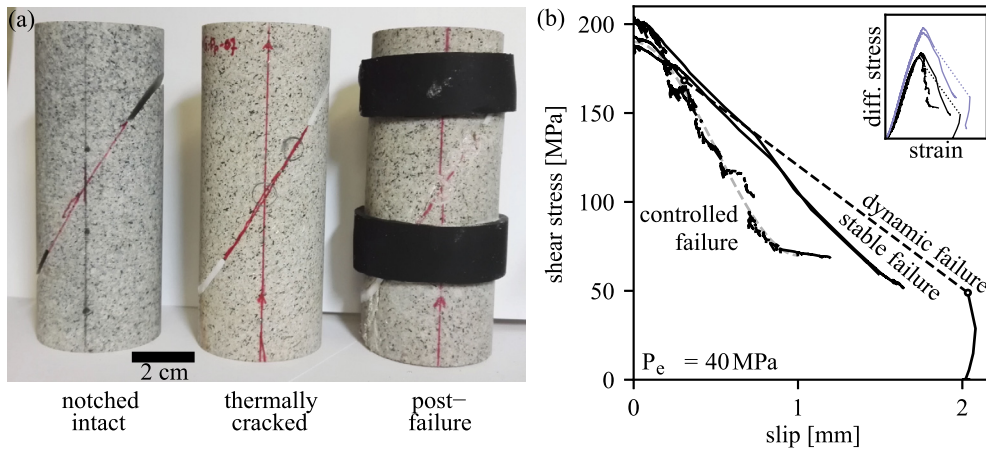 (a)
2 cm
notched
intact
thermally
cracked
post−
failure
(b)
shear stress [MPa]
200
150
100
50
0
0
1
2
slip [mm]
controlled
failure
dynamic failure
stable failure
Pe = 40 MPa
diff. stress
strain